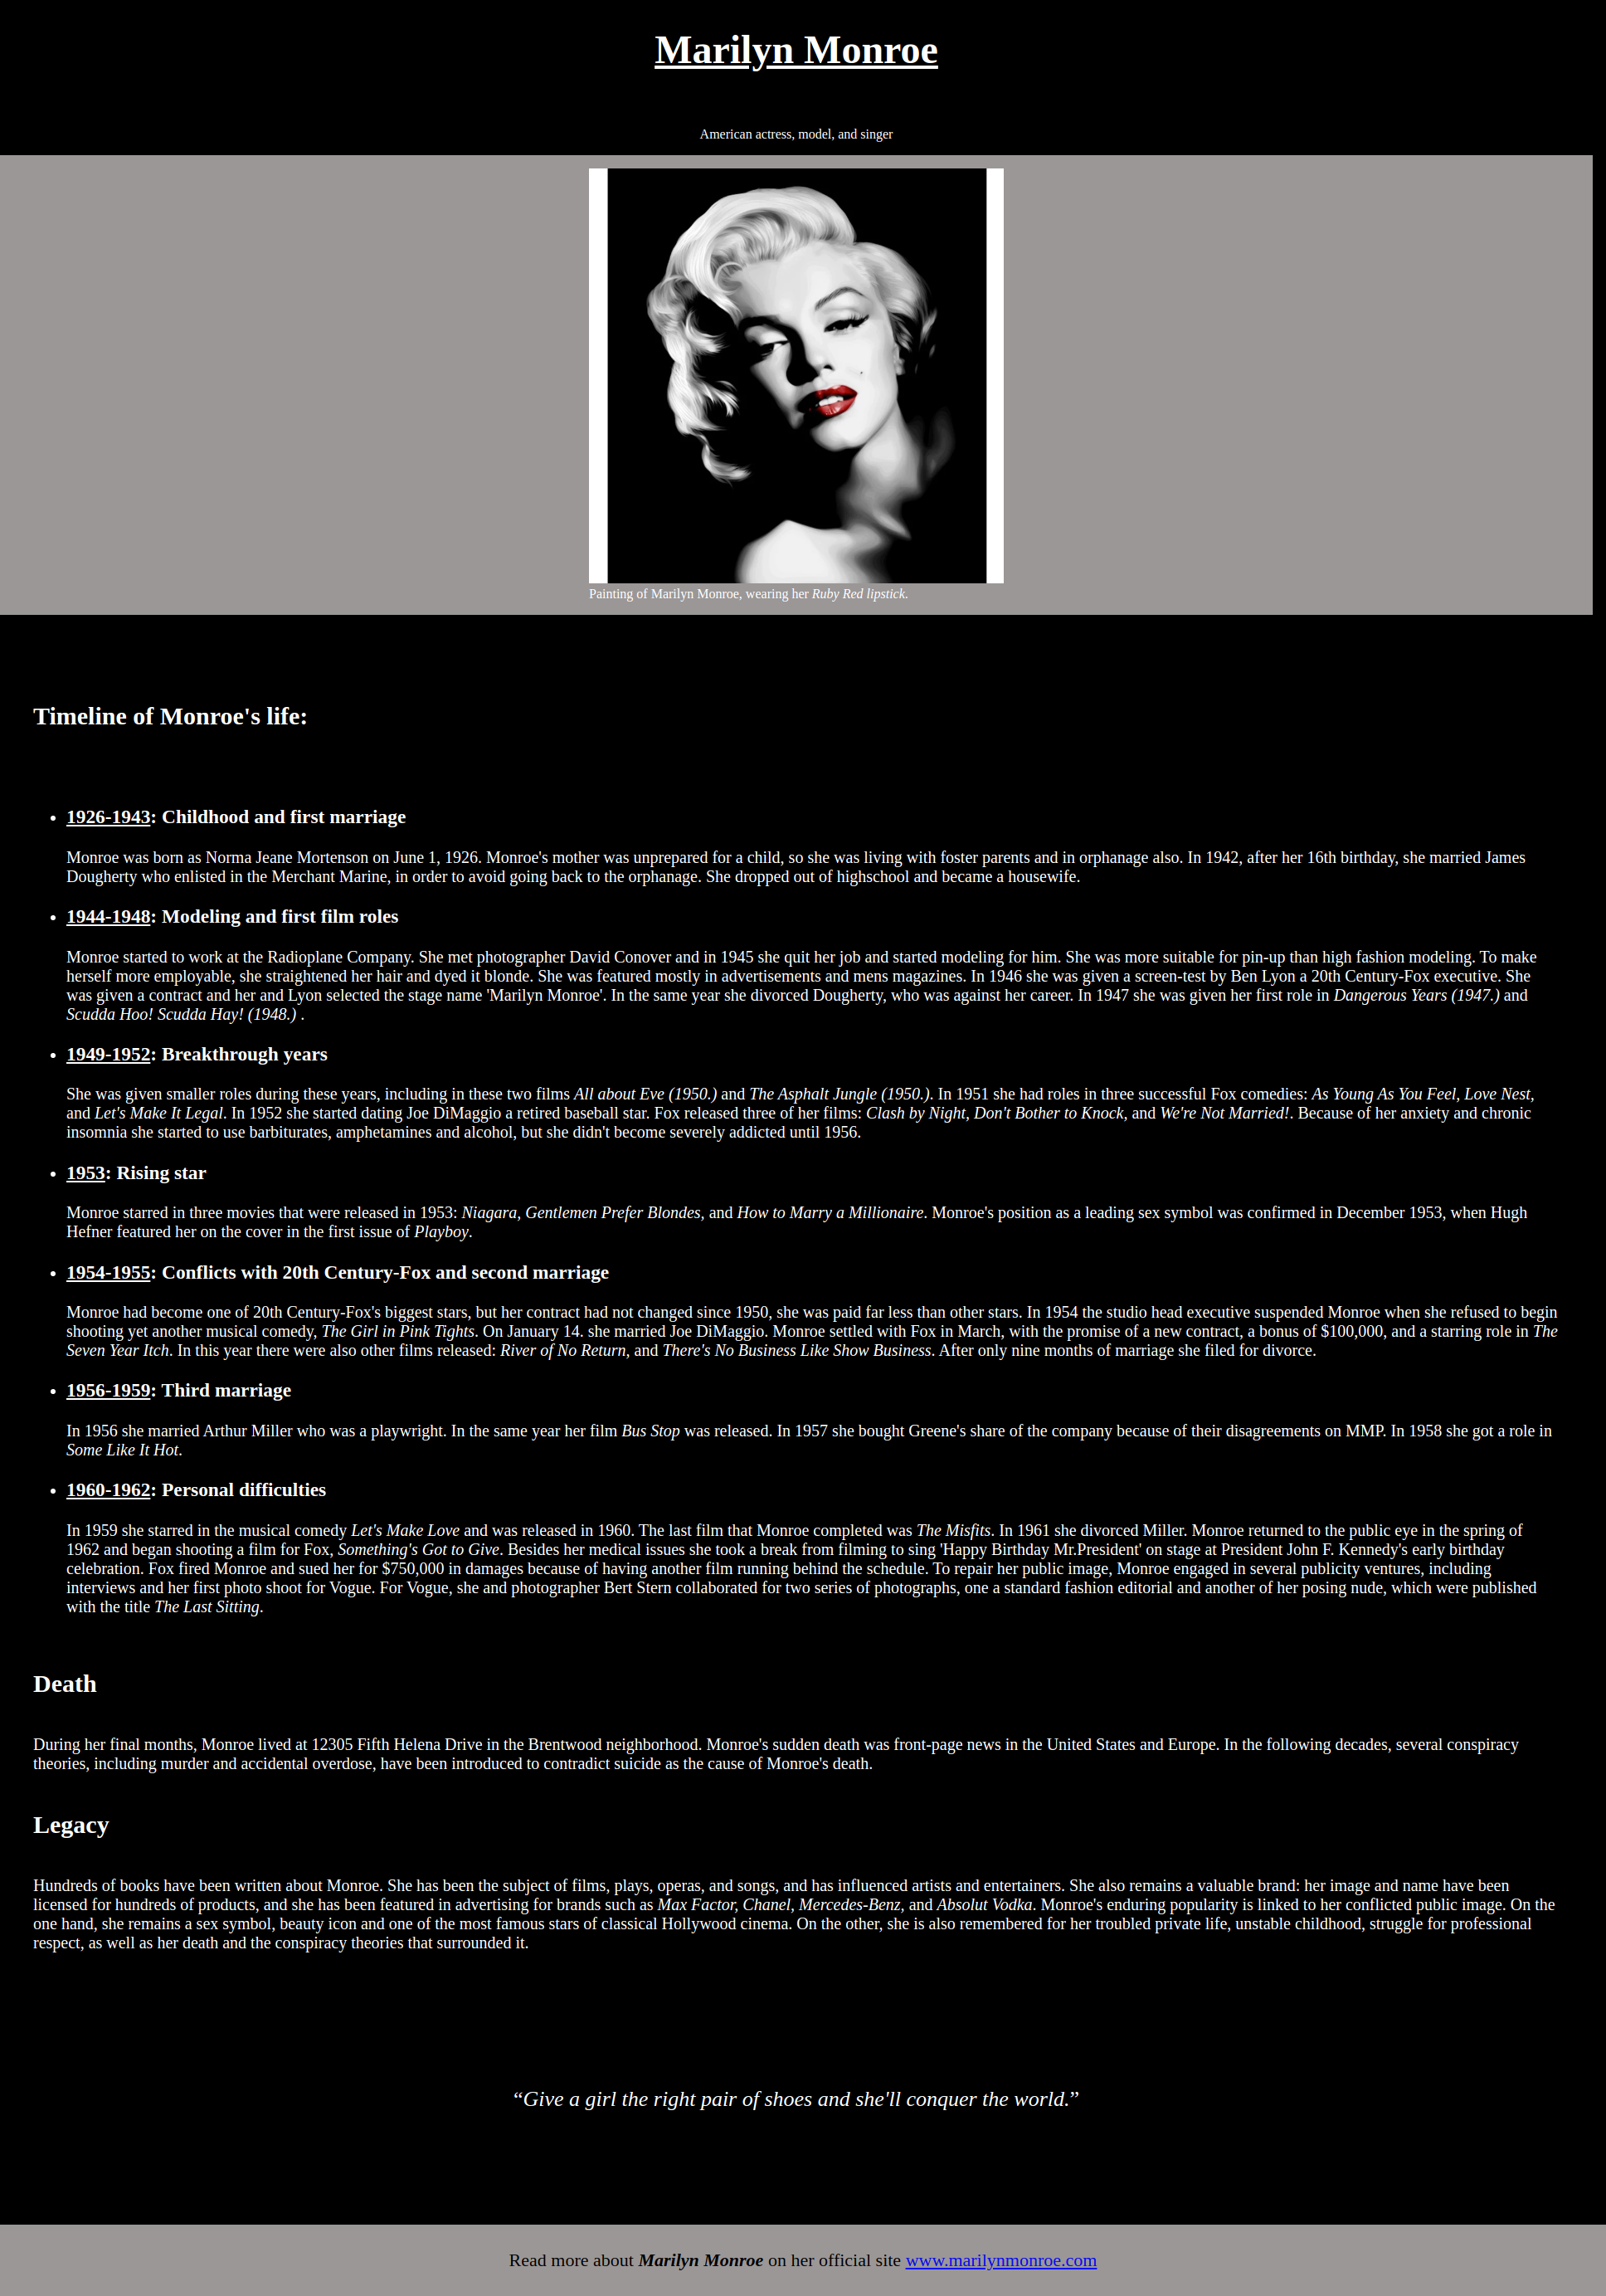 Marilyn Monroe
American actress, model, and singer
Painting of Marilyn Monroe, wearing her Ruby Red lipstick.
Timeline of Monroe's life:
• 1926-1943: Childhood and first marriage
Monroe was born as Norma Jeane Mortenson on June 1, 1926. Monroe's mother was unprepared for a child, so she was living with foster parents and in orphanage also. In 1942, after her 16th birthday, she married James
Dougherty who enlisted in the Merchant Marine, in order to avoid going back to the orphanage. She dropped out of highschool and became a housewife.
• 1944-1948: Modeling and first film roles
Monroe started to work at the Radioplane Company. She met photographer David Conover and in 1945 she quit her job and started modeling for him. She was more suitable for pin-up than high fashion modeling. To make
herself more employable, she straightened her hair and dyed it blonde. She was featured mostly in advertisements and mens magazines. In 1946 she was given a screen-test by Ben Lyon a 20th Century-Fox executive. She
was given a contract and her and Lyon selected the stage name 'Marilyn Monroe'. In the same year she divorced Dougherty, who was against her career. In 1947 she was given her first role in Dangerous Years (1947.) and
Scudda Hoo! Scudda Hay! (1948.) .
• 1949-1952: Breakthrough years
She was given smaller roles during these years, including in these two films All about Eve (1950.) and The Asphalt Jungle (1950.). In 1951 she had roles in three successful Fox comedies: As Young As You Feel, Love Nest,
and Let's Make It Legal. In 1952 she started dating Joe DiMaggio a retired baseball star. Fox released three of her films: Clash by Night, Don't Bother to Knock, and We're Not Married!. Because of her anxiety and chronic
insomnia she started to use barbiturates, amphetamines and alcohol, but she didn't become severely addicted until 1956.
• 1953: Rising star
Monroe starred in three movies that were released in 1953: Niagara, Gentlemen Prefer Blondes, and How to Marry a Millionaire. Monroe's position as a leading sex symbol was confirmed in December 1953, when Hugh
Hefner featured her on the cover in the first issue of Playboy.
• 1954-1955: Conflicts with 20th Century-Fox and second marriage
Monroe had become one of 20th Century-Fox's biggest stars, but her contract had not changed since 1950, she was paid far less than other stars. In 1954 the studio head executive suspended Monroe when she refused to begin
shooting yet another musical comedy, The Girl in Pink Tights. On January 14. she married Joe DiMaggio. Monroe settled with Fox in March, with the promise of a new contract, a bonus of $100,000, and a starring role in The
Seven Year Itch. In this year there were also other films released: River of No Return, and There's No Business Like Show Business. After only nine months of marriage she filed for divorce.
• 1956-1959: Third marriage
In 1956 she married Arthur Miller who was a playwright. In the same year her film Bus Stop was released. In 1957 she bought Greene's share of the company because of their disagreements on MMP. In 1958 she got a role in
Some Like It Hot.
• 1960-1962: Personal difficulties
In 1959 she starred in the musical comedy Let's Make Love and was released in 1960. The last film that Monroe completed was The Misfits. In 1961 she divorced Miller. Monroe returned to the public eye in the spring of
1962 and began shooting a film for Fox, Something's Got to Give. Besides her medical issues she took a break from filming to sing 'Happy Birthday Mr.President' on stage at President John F. Kennedy's early birthday
celebration. Fox fired Monroe and sued her for $750,000 in damages because of having another film running behind the schedule. To repair her public image, Monroe engaged in several publicity ventures, including
interviews and her first photo shoot for Vogue. For Vogue, she and photographer Bert Stern collaborated for two series of photographs, one a standard fashion editorial and another of her posing nude, which were published
with the title The Last Sitting.
Death
During her final months, Monroe lived at 12305 Fifth Helena Drive in the Brentwood neighborhood. Monroe's sudden death was front-page news in the United States and Europe. In the following decades, several conspiracy
theories, including murder and accidental overdose, have been introduced to contradict suicide as the cause of Monroe's death.
Legacy
Hundreds of books have been written about Monroe. She has been the subject of films, plays, operas, and songs, and has influenced artists and entertainers. She also remains a valuable brand: her image and name have been
licensed for hundreds of products, and she has been featured in advertising for brands such as Max Factor, Chanel, Mercedes-Benz, and Absolut Vodka. Monroe's enduring popularity is linked to her conflicted public image. On the
one hand, she remains a sex symbol, beauty icon and one of the most famous stars of classical Hollywood cinema. On the other, she is also remembered for her troubled private life, unstable childhood, struggle for professional
respect, as well as her death and the conspiracy theories that surrounded it.
“Give a girl the right pair of shoes and she'll conquer the world.”
Read more about Marilyn Monroe on her official site www.marilynmonroe.com